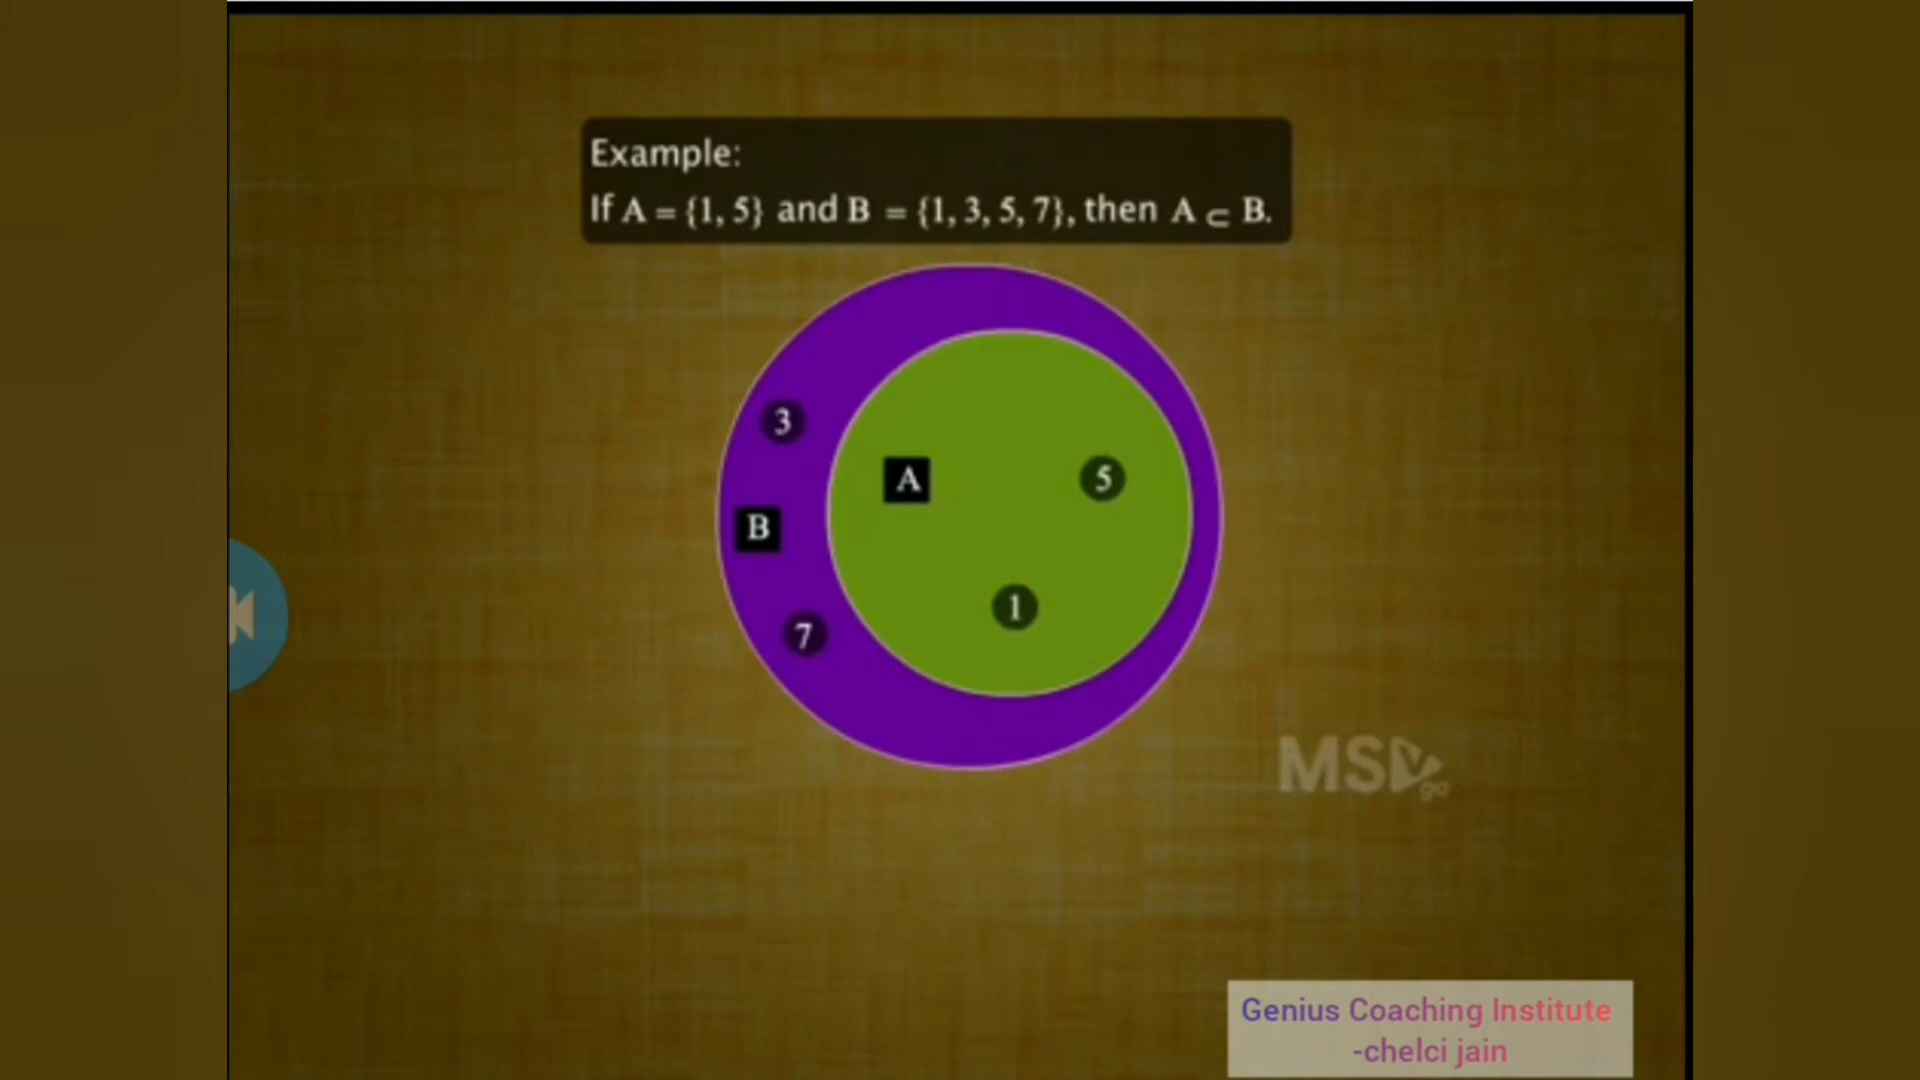 Example:
If A = {1, 5} and B = {1, 3, 5, 7}, then A ⊂ B.
3
A
5
B
1
7
MSV
go
Genius Coaching Institute
-chelci jain